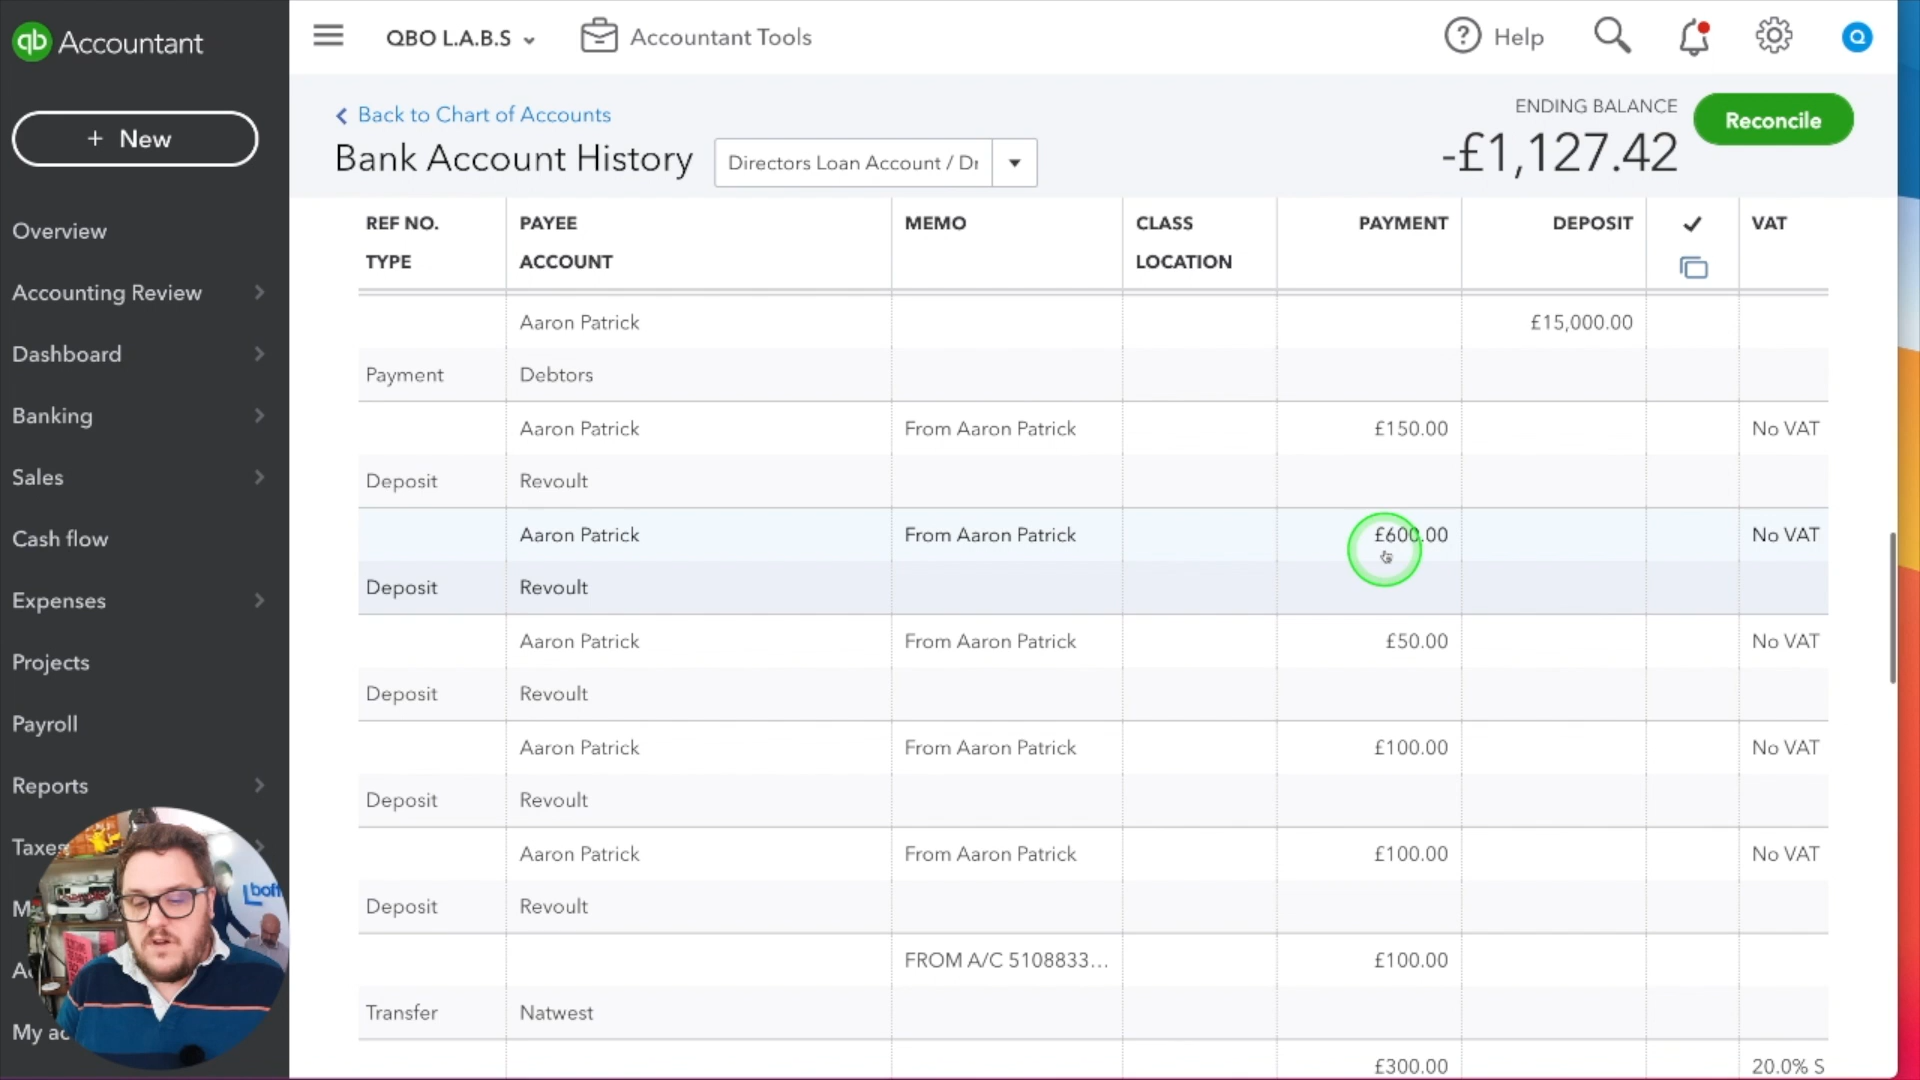 qb Accountant
+ New
Overview
Accounting Review
Dashboard
Banking
Sales
Cash flow
Expenses
Projects
Payroll
Reports
Taxes
My ac
QBO L.A.B.S
Accountant Tools
? Help
Q
Back to Chart of Accounts
Bank Account History
Directors Loan Account / Dr
ENDING BALANCE
-£1,127.42
Reconcile
REF NO. PAYEE MEMO CLASS PAYMENT DEPOSIT ✓ VAT
TYPE ACCOUNT LOCATION
Aaron Patrick £15,000.00
Payment Debtors
Aaron Patrick From Aaron Patrick £150.00 No VAT
Deposit Revoult
Aaron Patrick From Aaron Patrick £600.00 No VAT
Deposit Revoult
Aaron Patrick From Aaron Patrick £50.00 No VAT
Deposit Revoult
Aaron Patrick From Aaron Patrick £100.00 No VAT
Deposit Revoult
Aaron Patrick From Aaron Patrick £100.00 No VAT
Deposit Revoult
FROM A/C 5108833... £100.00
Transfer Natwest
£300.00 20.0% S